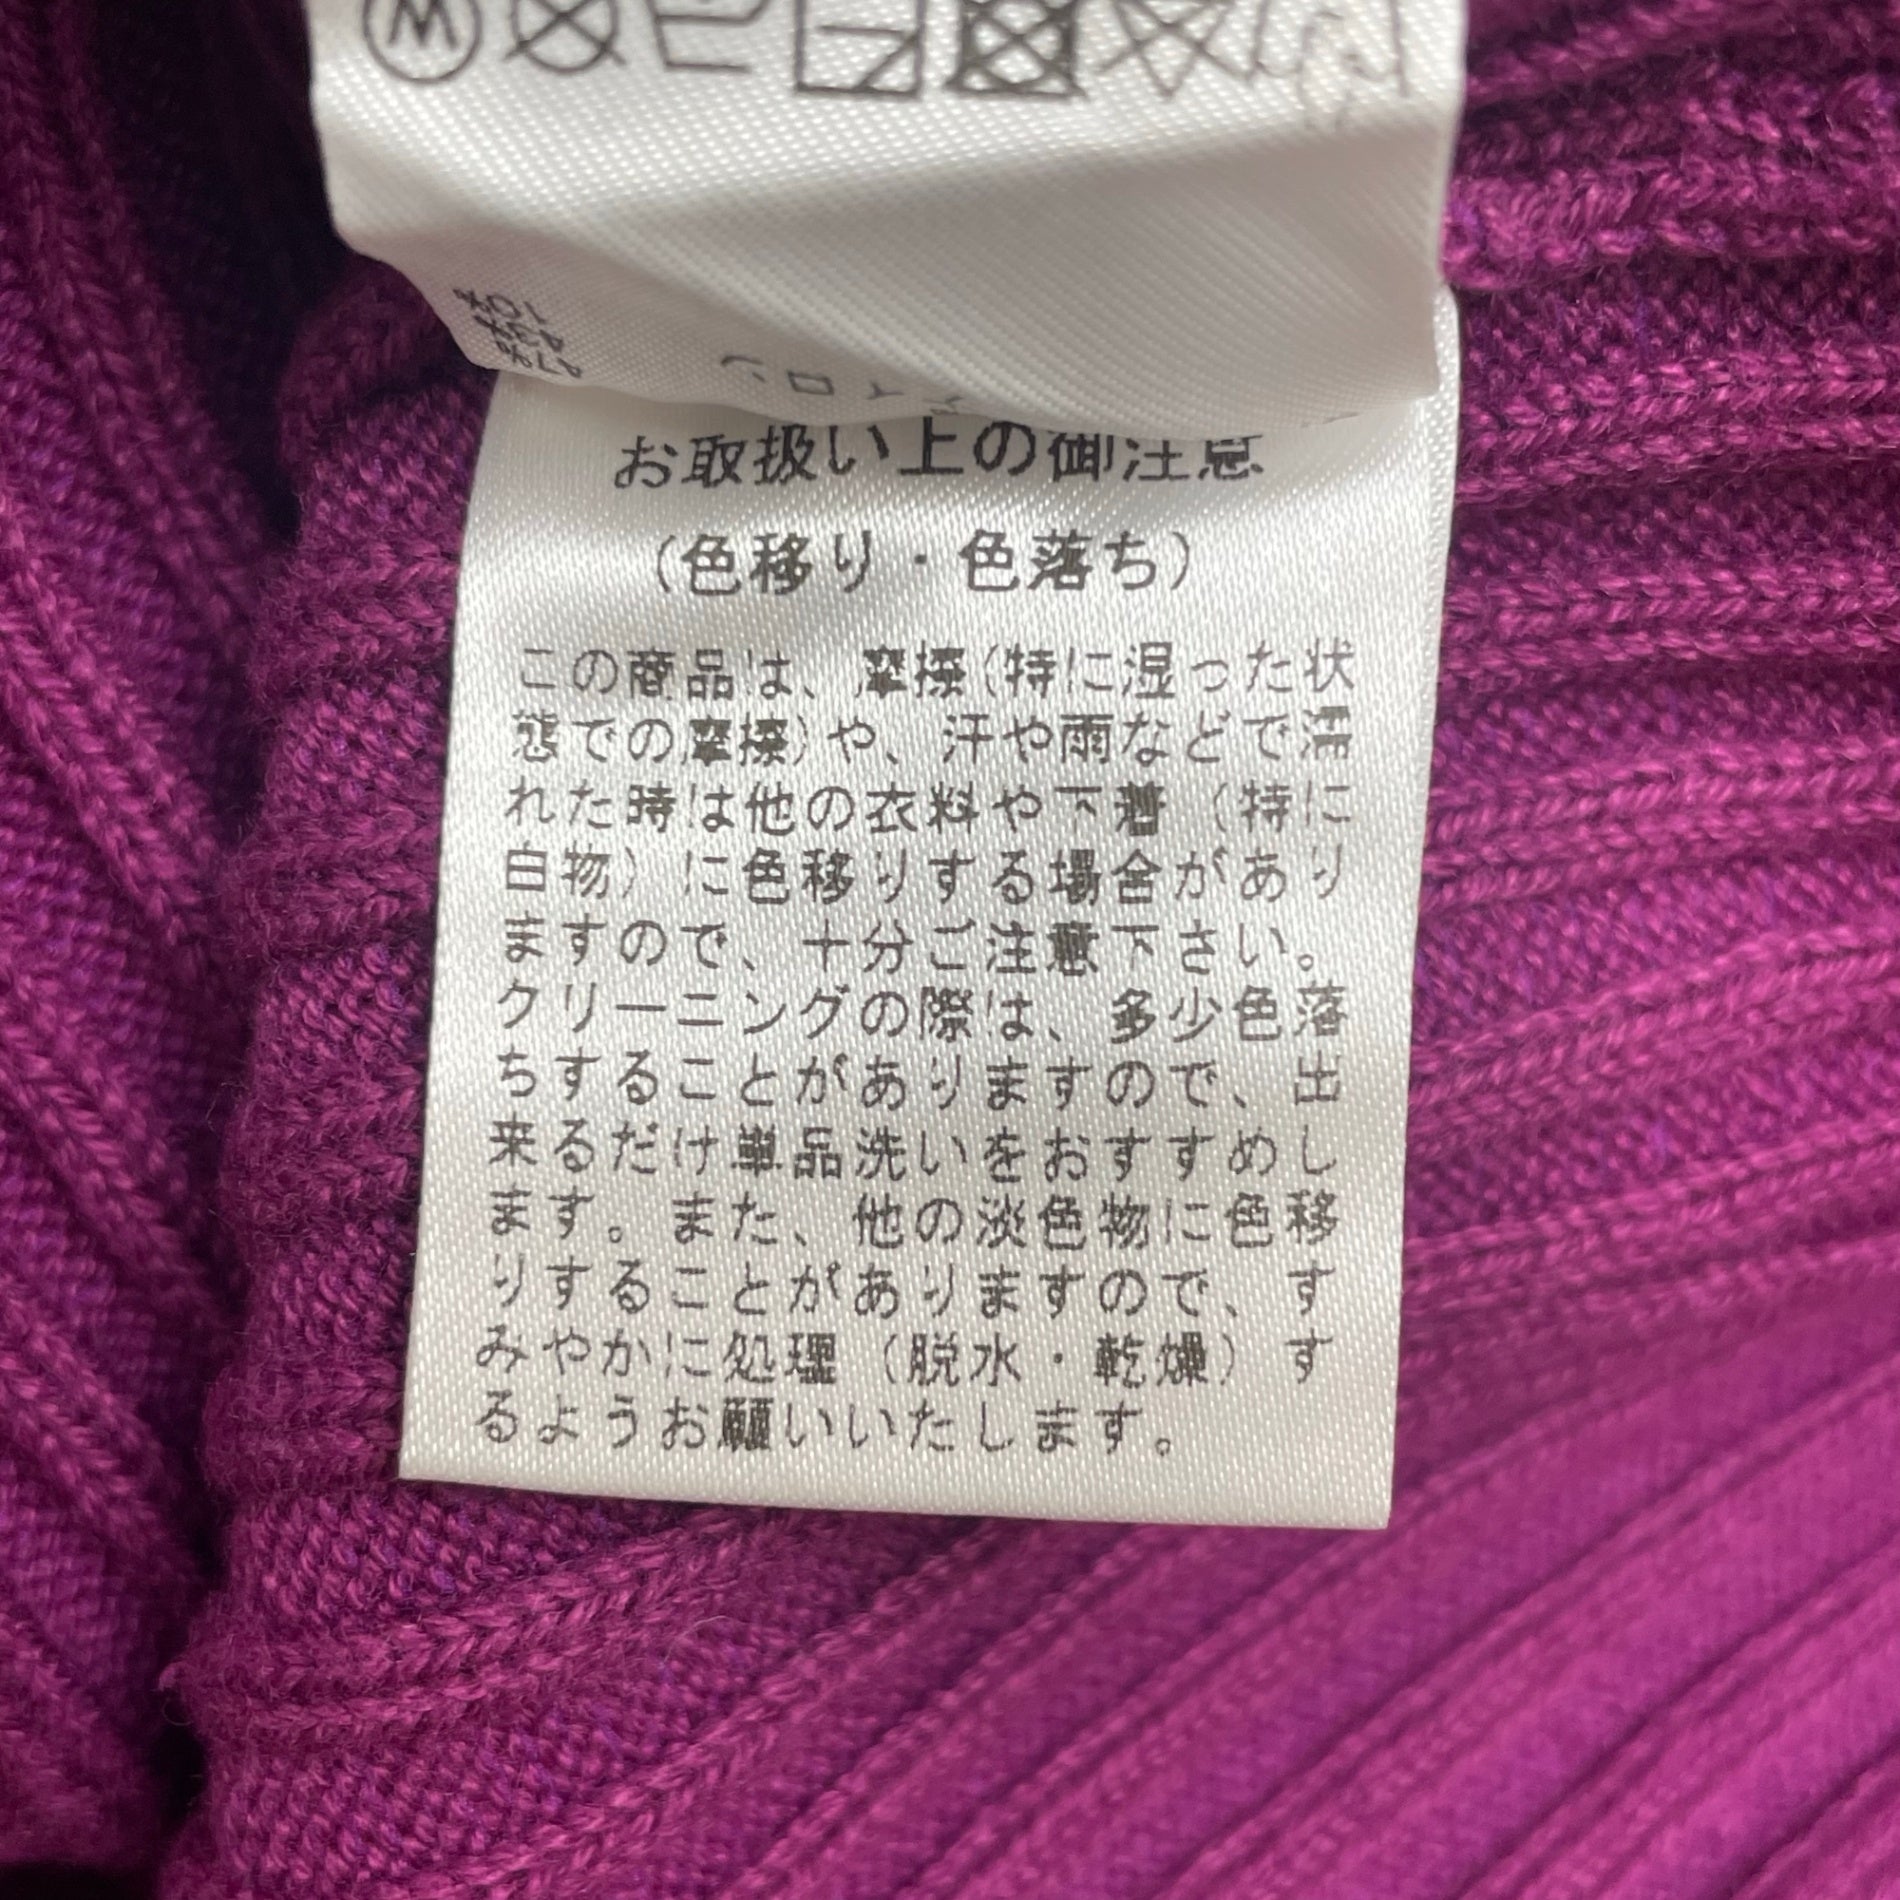 お取扱い上の御注意
(色移り・色落ち)
この商品は、摩擦(特に湿った状
態での摩擦)や、汗や雨などで濡
れた時は他の衣料や下着(特に
白物)に色移りする場合があり
ますので、十分ご注意下さい。
クリーニングの際は、多少色落
ちすることがありますので、出
来るだけ単品洗いをおすすめし
ます。また、他の淡色物に色移
りすることがありますので、す
みやかに処理(脱水・乾燥)す
るようお願いいたします。
W
47%
43%
10%